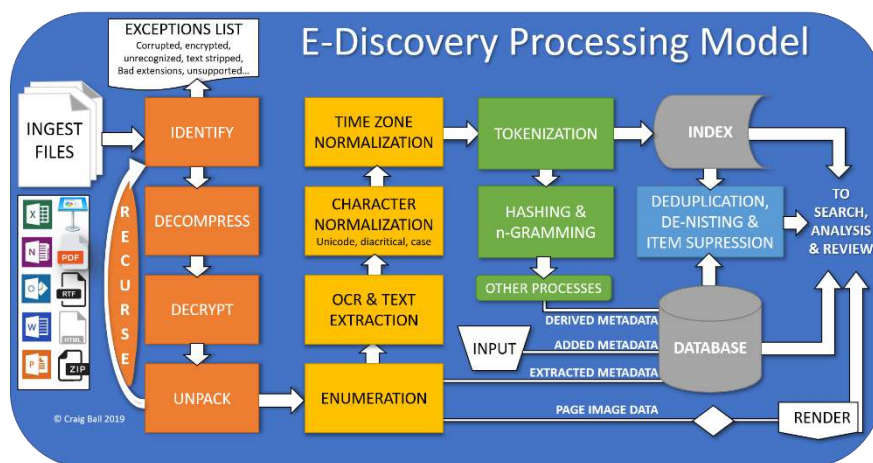 EXCEPTIONS LIST
Corrupted, encrypted,
unrecognized, text stripped,
Bad extensions, unsupported…
E-Discovery Processing Model
INGEST
FILES
IDENTIFY
DECOMPRESS
DECRYPT
UNPACK
RECURSE
X
N
PDF
O
RTF
W
HTML
P
ZIP
© Craig Ball 2019
TIME ZONE
NORMALIZATION
CHARACTER
NORMALIZATION
Unicode, diacritical, case
OCR & TEXT
EXTRACTION
ENUMERATION
TOKENIZATION
HASHING &
n-GRAMMING
OTHER PROCESSES
INPUT
DERIVED METADATA
ADDED METADATA
EXTRACTED METADATA
PAGE IMAGE DATA
INDEX
DEDUPLICATION,
DE-NISTING &
ITEM SUPRESSION
DATABASE
TO
SEARCH,
ANALYSIS
& REVIEW
RENDER